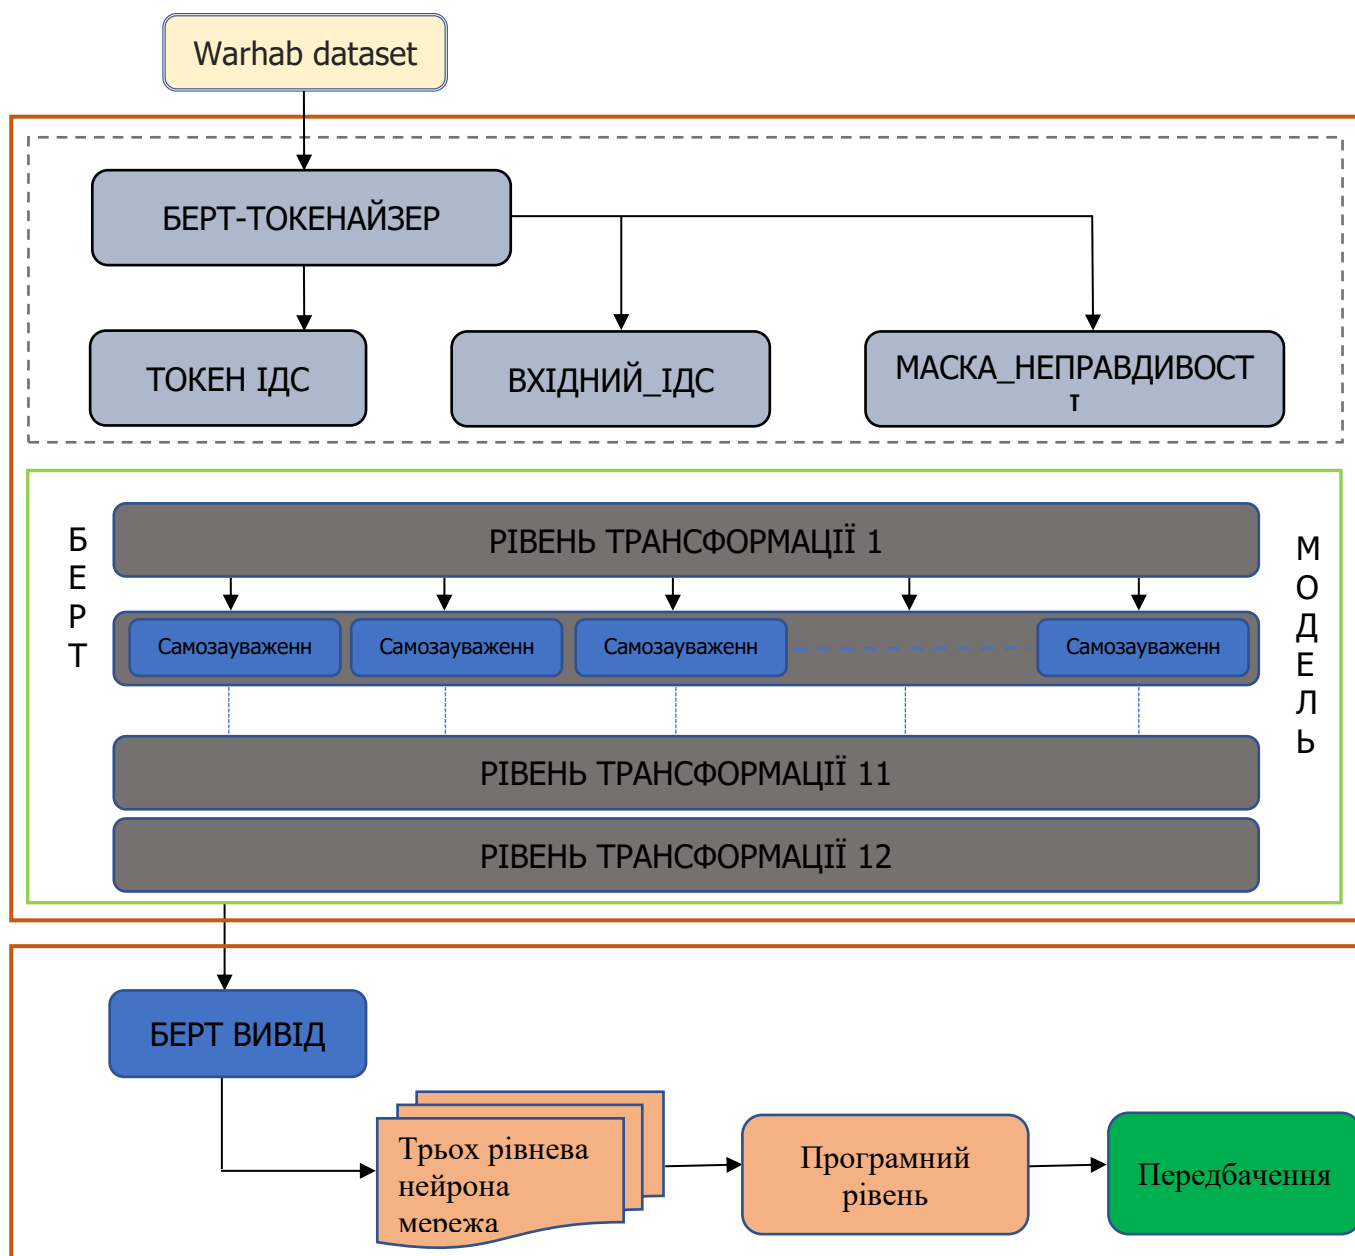 Warhab dataset
БЕРТ-ТОКЕНАЙЗЕР
ТОКЕН ІДС
ВХІДНИЙ_ІДС
МАСКА_НЕПРАВДИВОСТ
І
Б
Е
Р
Т
РІВЕНЬ ТРАНСФОРМАЦІЇ 1
Самозауваженн
Самозауваженн
Самозауваженн
Самозауваженн
РІВЕНЬ ТРАНСФОРМАЦІЇ 11
РІВЕНЬ ТРАНСФОРМАЦІЇ 12
М
О
Д
Е
Л
Ь
БЕРТ ВИВІД
Трьох рівнева
нейрона
мережа
Програмний
рівень
Передбачення